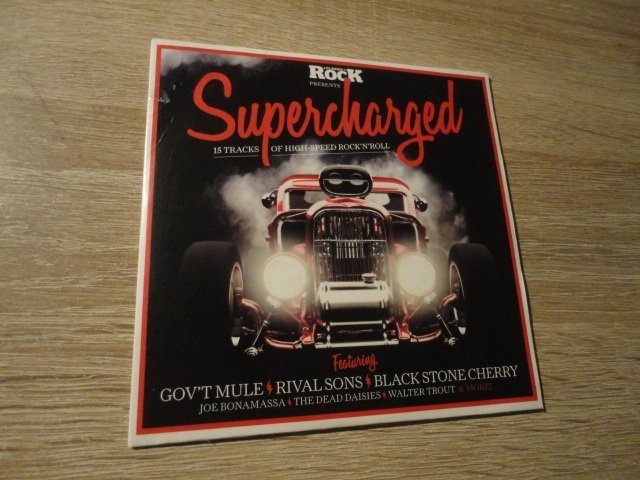 ROCK
PRESENTS
Supercharged
15 TRACKS OF HIGH-SPEED ROCK'N'ROLL
Featuring
GOV'T MULE RIVAL SONS BLACK STONE CHERRY
JOE BONAMASSA THE DEAD DAISIES WALTER TROUT & MORE!